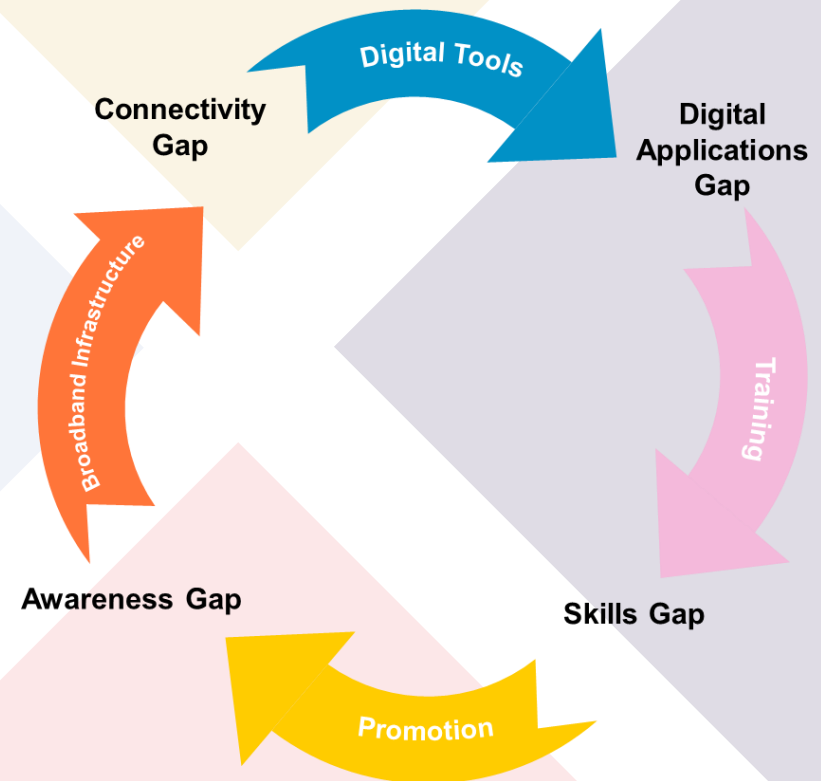 Digital Tools
Connectivity
Gap
Digital
Applications
Gap
Broadband Infrastructure
Training
Awareness Gap
Skills Gap
Promotion